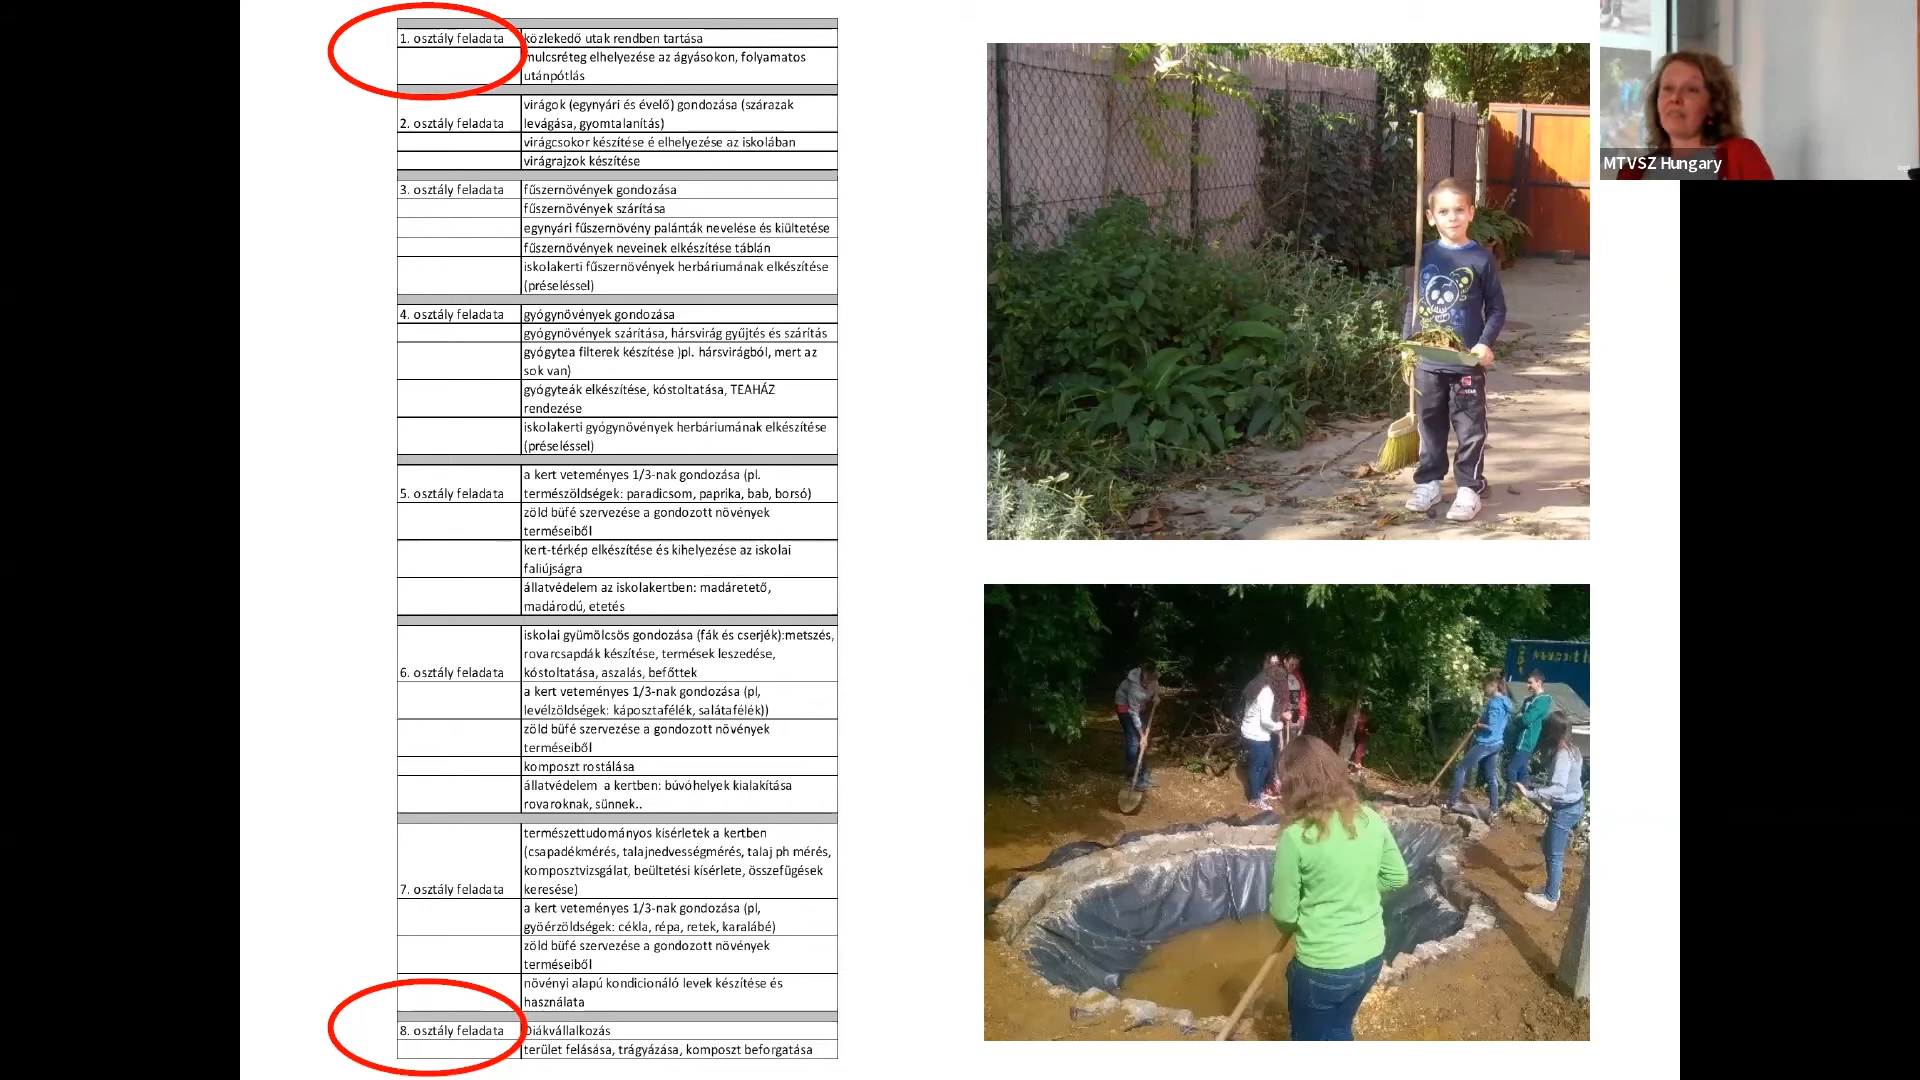 1. osztály feladata
közlekedő utak rendben tartása
mulcsréteg elhelyezése az ágyásokon, folyamatos
utánpótlás
virágok (egynyári és évelő) gondozása (szárazak
2. osztály feladata
levágása, gyomtalanítás)
virágcsokor készítése é elhelyezése az iskolában
virágrajzok készítése
3. osztály feladata
fűszernövények gondozása
fűszernövények szárítása
egynyári fűszernövény palánták nevelése és kiültetése
fűszernövények neveinek elkészítése táblán
iskolakerti fűszernövények herbáriumának elkészítése
(préseléssel)
4. osztály feladata
gyógynövények gondozása
gyógynövények szárítása, hársvirág gyűjtés és szárítás
gyógytea filterek készítése )pl. hársvirágból, mert az
sok van)
gyógyteák elkészítése, kóstoltatása, TEAHÁZ
rendezése
iskolakerti gyógynövények herbáriumának elkészítése
(préseléssel)
a kert veteményes 1/3-nak gondozása (pl.
5. osztály feladata
természöldségek: paradicsom, paprika, bab, borsó)
zöld büfé szervezése a gondozott növények
terméseiből
kert-térkép elkészítése és kihelyezése az iskolai
faliújságra
állatvédelem az iskolakertben: madáretető,
madárodú, etetés
iskolai gyümölcsös gondozása (fák és cserjék):metszés,
rovarcsapdák készítése, termések leszedése,
6. osztály feladata
kóstoltatása, aszalás, befőttek
a kert veteményes 1/3-nak gondozása (pl,
levélzöldségek: káposztafélék, salátafélék))
zöld büfé szervezése a gondozott növények
terméseiből
komposzt rostálása
állatvédelem a kertben: búvóhelyek kialakítása
rovaroknak, sünnek..
természettudományos kísérletek a kertben
(csapadékmérés, talajnedvességmérés, talaj ph mérés,
komposztvizsgálat, beültetési kísérlete, összefügések
7. osztály feladata
keresése)
a kert veteményes 1/3-nak gondozása (pl,
gyöérzöldségek: cékla, répa, retek, karalábé)
zöld büfé szervezése a gondozott növények
terméseiből
növényi alapú kondicionáló levek készítése és
használata
8. osztály feladata
Diákvállalkozás
terület felásása, trágyázása, komposzt beforgatása
MTVSZ Hungary